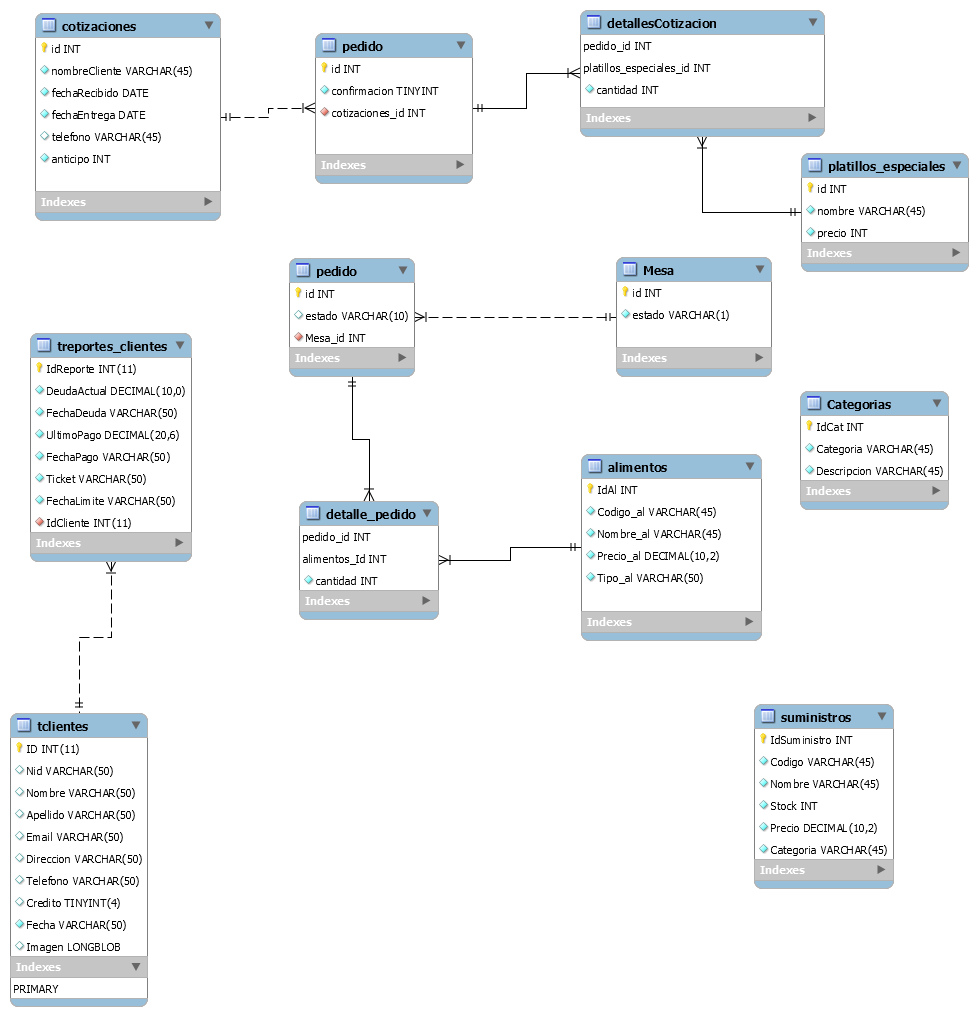 cotizaciones
id INT
nombreCliente VARCHAR(45)
fechaRecibido DATE
fechaEntrega DATE
telefono VARCHAR(45)
anticipo INT
Indexes
pedido
id INT
confirmacion TINYINT
cotizaciones_id INT
Indexes
detallesCotizacion
pedido_id INT
platillos_especiales_id INT
cantidad INT
Indexes
platillos_especiales
id INT
nombre VARCHAR(45)
precio INT
Indexes
pedido
id INT
estado VARCHAR(10)
Mesa_id INT
Indexes
Mesa
id INT
estado VARCHAR(1)
Indexes
treportes_clientes
IdReporte INT(11)
DeudaActual DECIMAL(10,0)
FechaDeuda VARCHAR(50)
UltimoPago DECIMAL(20,6)
FechaPago VARCHAR(50)
Ticket VARCHAR(50)
FechaLimite VARCHAR(50)
IdCliente INT(11)
Indexes
Categorias
IdCat INT
Categoria VARCHAR(45)
Descripcion VARCHAR(45)
Indexes
detalle_pedido
pedido_id INT
alimentos_Id INT
cantidad INT
Indexes
alimentos
IdAl INT
Codigo_al VARCHAR(45)
Nombre_al VARCHAR(45)
Precio_al DECIMAL(10,2)
Tipo_al VARCHAR(50)
Indexes
tclientes
ID INT(11)
Nid VARCHAR(50)
Nombre VARCHAR(50)
Apellido VARCHAR(50)
Email VARCHAR(50)
Direccion VARCHAR(50)
Telefono VARCHAR(50)
Credito TINYINT(4)
Fecha VARCHAR(50)
Imagen LONGBLOB
Indexes
PRIMARY
suministros
IdSuministro INT
Codigo VARCHAR(45)
Nombre VARCHAR(45)
Stock INT
Precio DECIMAL(10,2)
Categoria VARCHAR(45)
Indexes